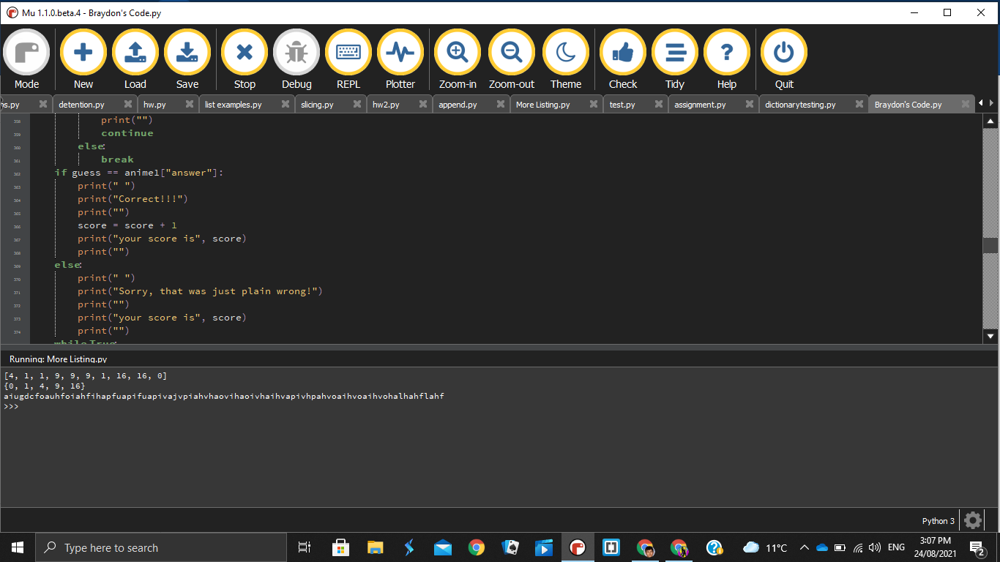 Mu 1.1.0.beta.4 - Braydon's Code.py
Mode New Load Save Stop Debug REPL Plotter Zoom-in Zoom-out Theme Check Tidy Help Quit
ns.py detention.py hw.py list examples.py slicing.py hw2.py append.py More Listing.py test.py assignment.py dictionarytesting.py Braydon's Code.py
358 print("")
359 continue
360 else:
361 break
362 if guess == anime1["answer"]:
363 print(" ")
364 print("Correct!!!")
365 print("")
366 score = score + 1
367 print("your score is", score)
368 print("")
369 else:
370 print(" ")
371 print("Sorry, that was just plain wrong!")
372 print("")
373 print("your score is", score)
374 print("")
while True:
Running: More Listing.py
[4, 1, 1, 9, 9, 9, 1, 16, 16, 0]
{0, 1, 4, 9, 16}
aiugdcfoauhfoiahfihapfuapifuapivajvpiahvhaovihaoivhaihvapivhpahvoaihvoaihvohalhahflahf
>>>
Python 3
Type here to search
11°C
ENG
3:07 PM
24/08/2021
2